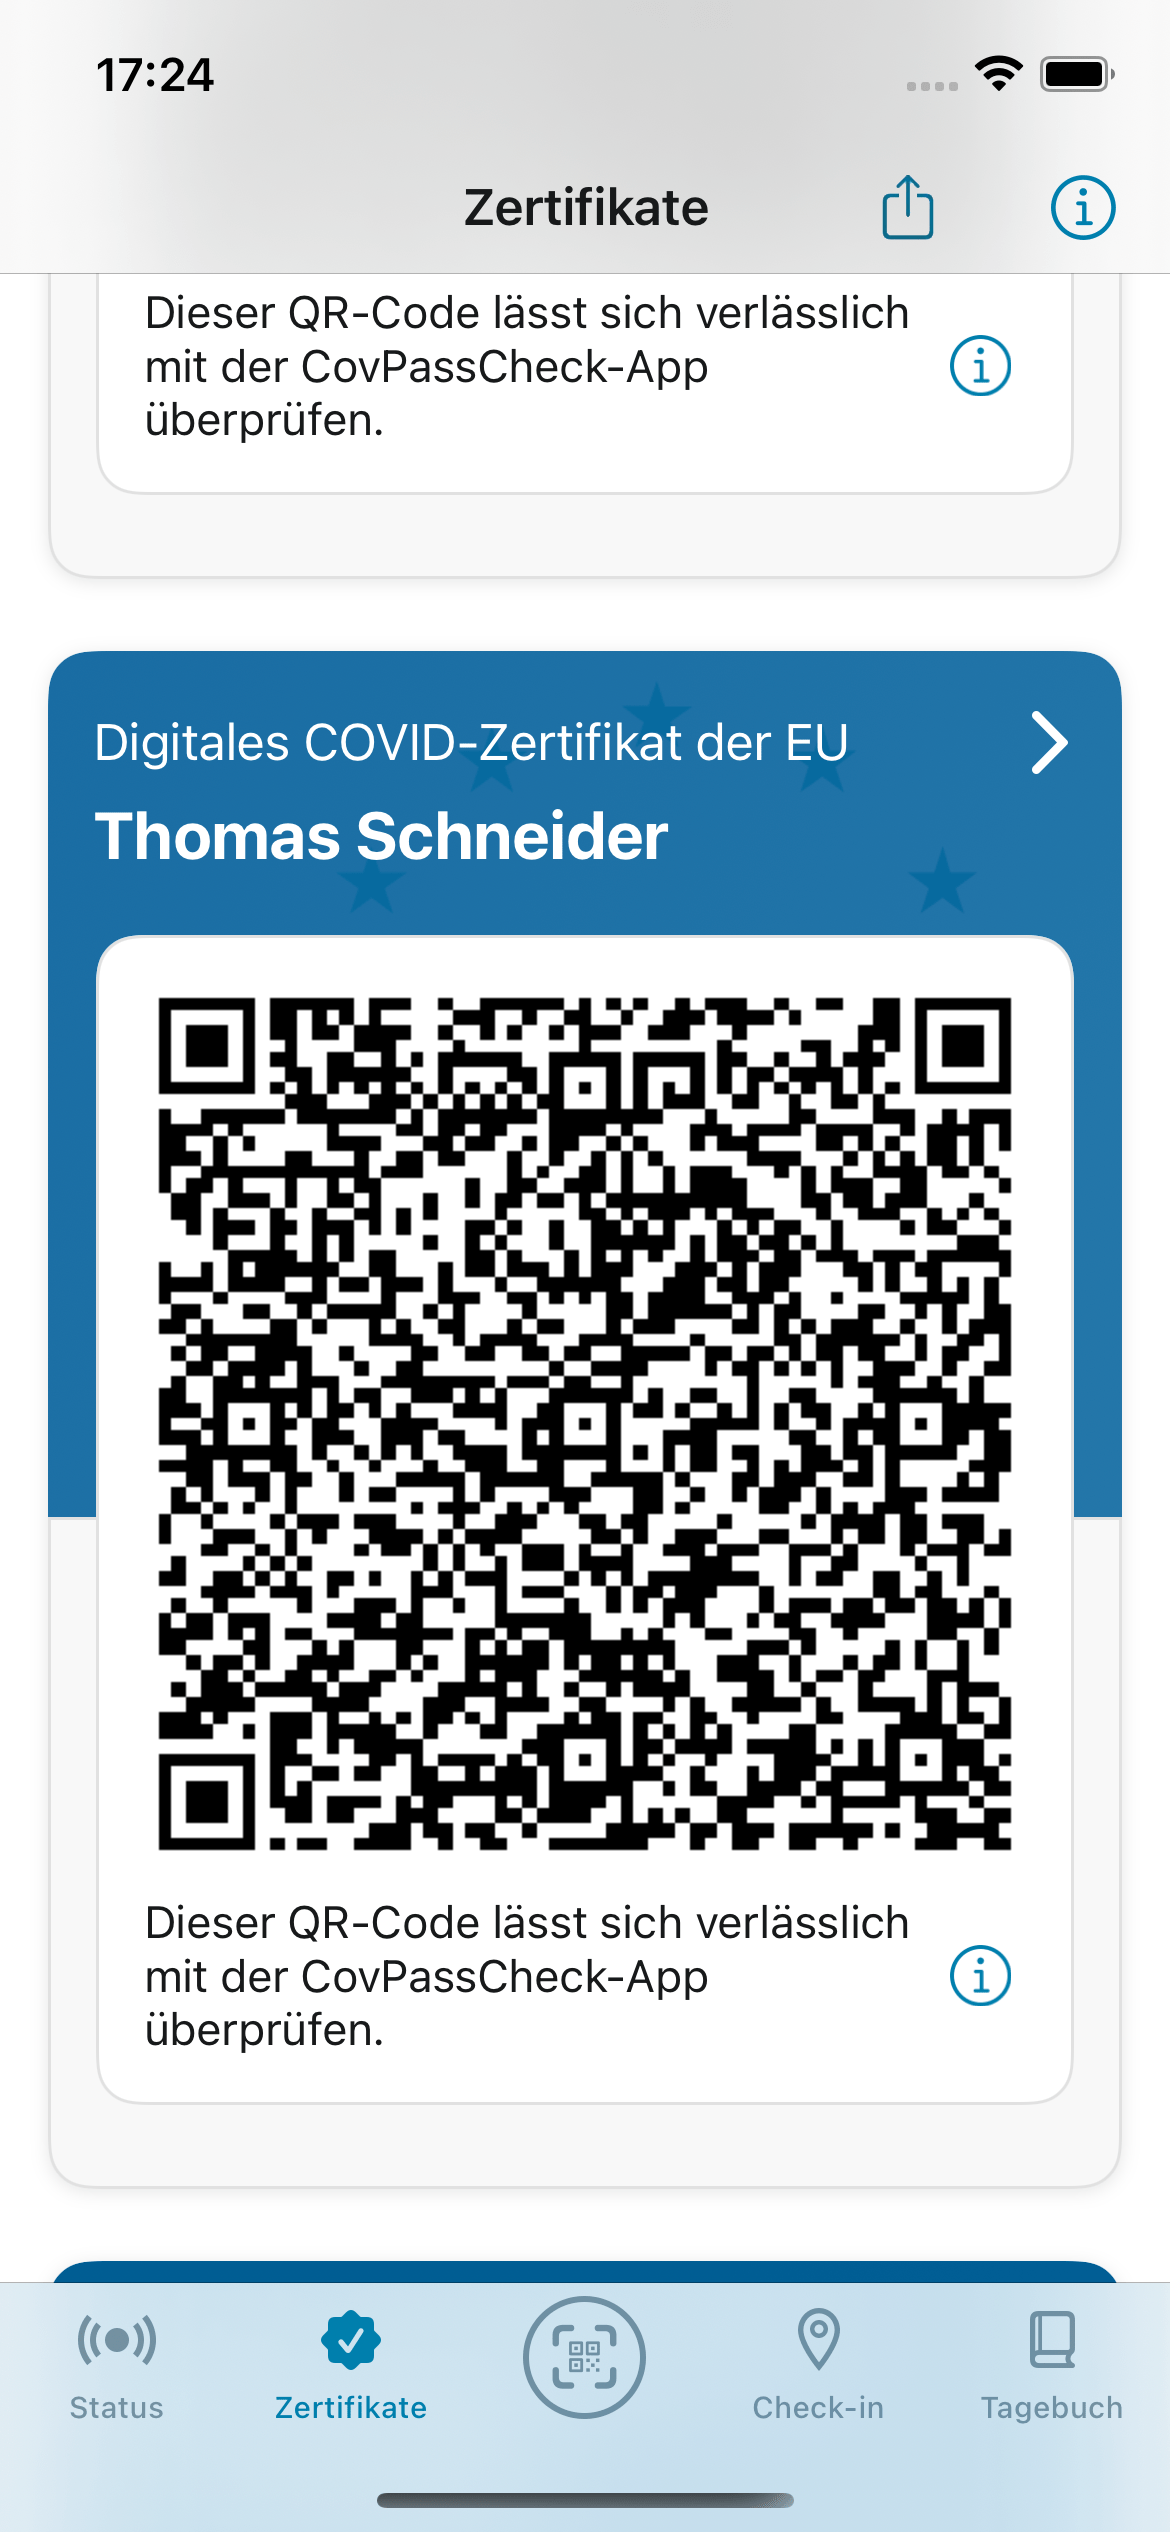 17:24
Zertifikate
Dieser QR-Code lässt sich verlässlich
mit der CovPassCheck-App
überprüfen.
Digitales COVID-Zertifikat der EU
Thomas Schneider
Dieser QR-Code lässt sich verlässlich
mit der CovPassCheck-App
überprüfen.
Status
Zertifikate
Check-in
Tagebuch